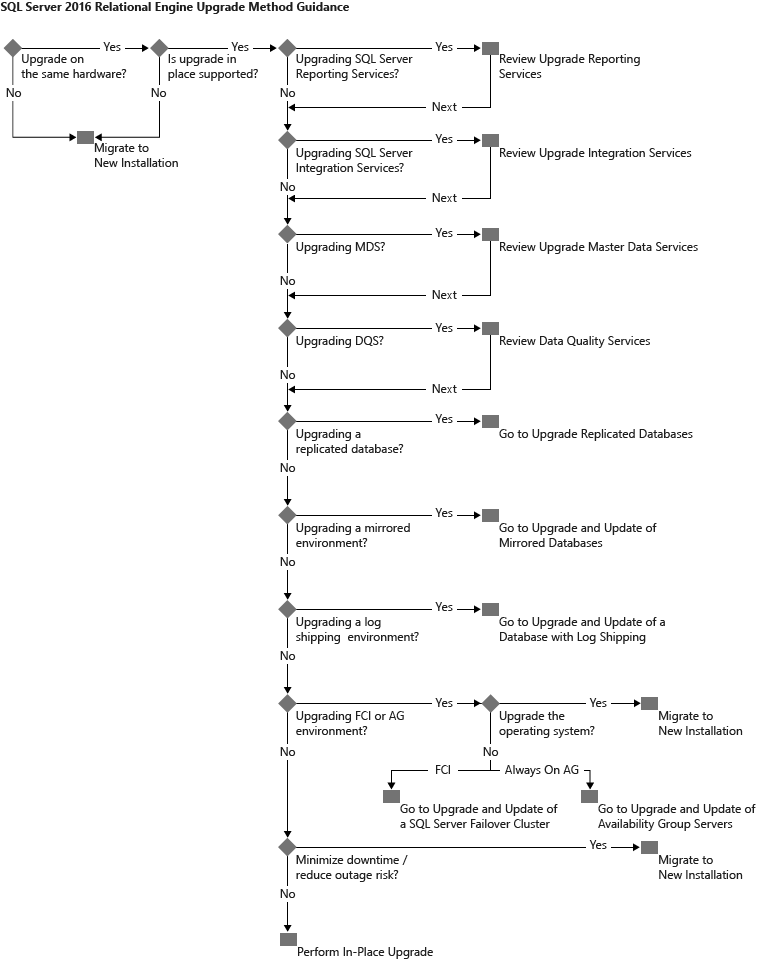 SQL Server 2016 Relational Engine Upgrade Method Guidance
Yes
Yes
Yes
Upgrade on
the same hardware?
Is upgrade in
place supported?
Upgrading SQL Server
Reporting Services?
Review Upgrade Reporting
Services
No
No
No
Next
Migrate to
New Installation
Yes
Upgrading SQL Server
Integration Services?
Review Upgrade Integration Services
No
Next
Yes
Upgrading MDS?
Review Upgrade Master Data Services
No
Next
Yes
Upgrading DQS?
Review Data Quality Services
No
Next
Yes
Upgrading a
replicated database?
Go to Upgrade Replicated Databases
No
Yes
Upgrading a mirrored
environment?
Go to Upgrade and Update of
Mirrored Databases
No
Yes
Upgrading a log
shipping environment?
Go to Upgrade and Update of a
Database with Log Shipping
No
Yes
Yes
Upgrading FCI or AG
environment?
Upgrade the
operating system?
Migrate to
New Installation
No
No
FCI
Always On AG
Go to Upgrade and Update of
a SQL Server Failover Cluster
Go to Upgrade and Update of
Availability Group Servers
Yes
Minimize downtime /
reduce outage risk?
Migrate to
New Installation
No
Perform In-Place Upgrade